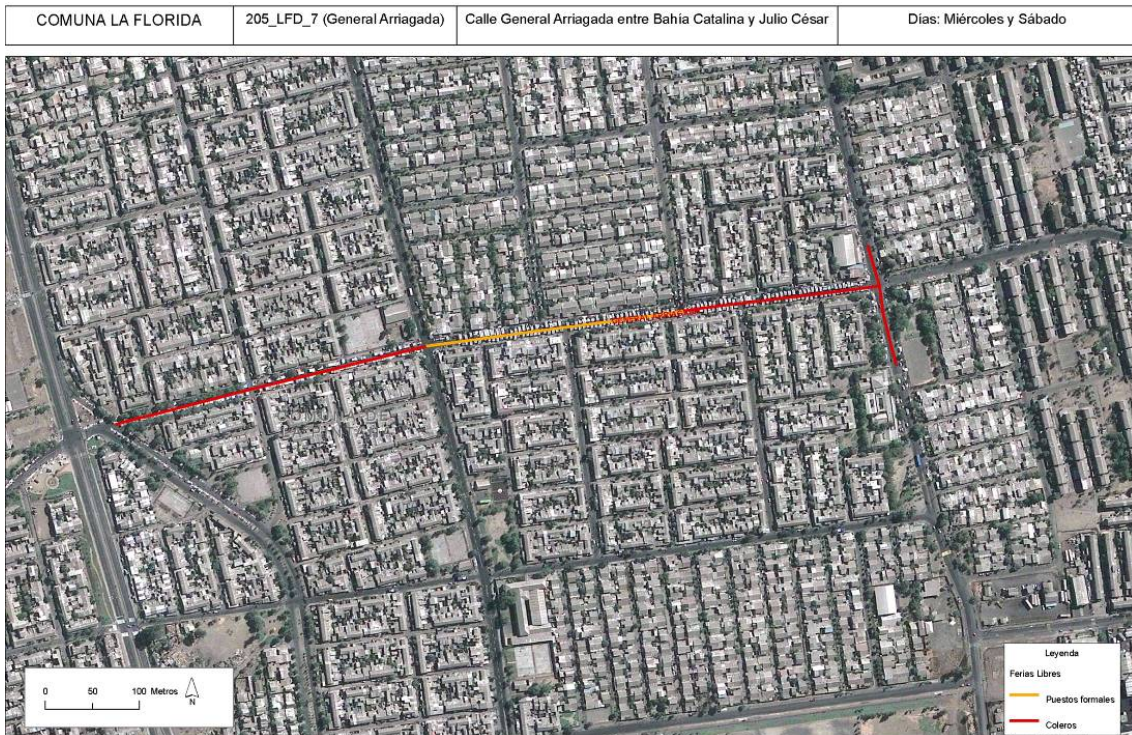 COMUNA LA FLORIDA
205_LFD_7 (General Arriagada)
Calle General Arriagada entre Bahía Catalina y Julio César
Días: Miércoles y Sábado
0 50 100 Metros
N
Leyenda
Ferias Libres
Puestos formales
Coleros